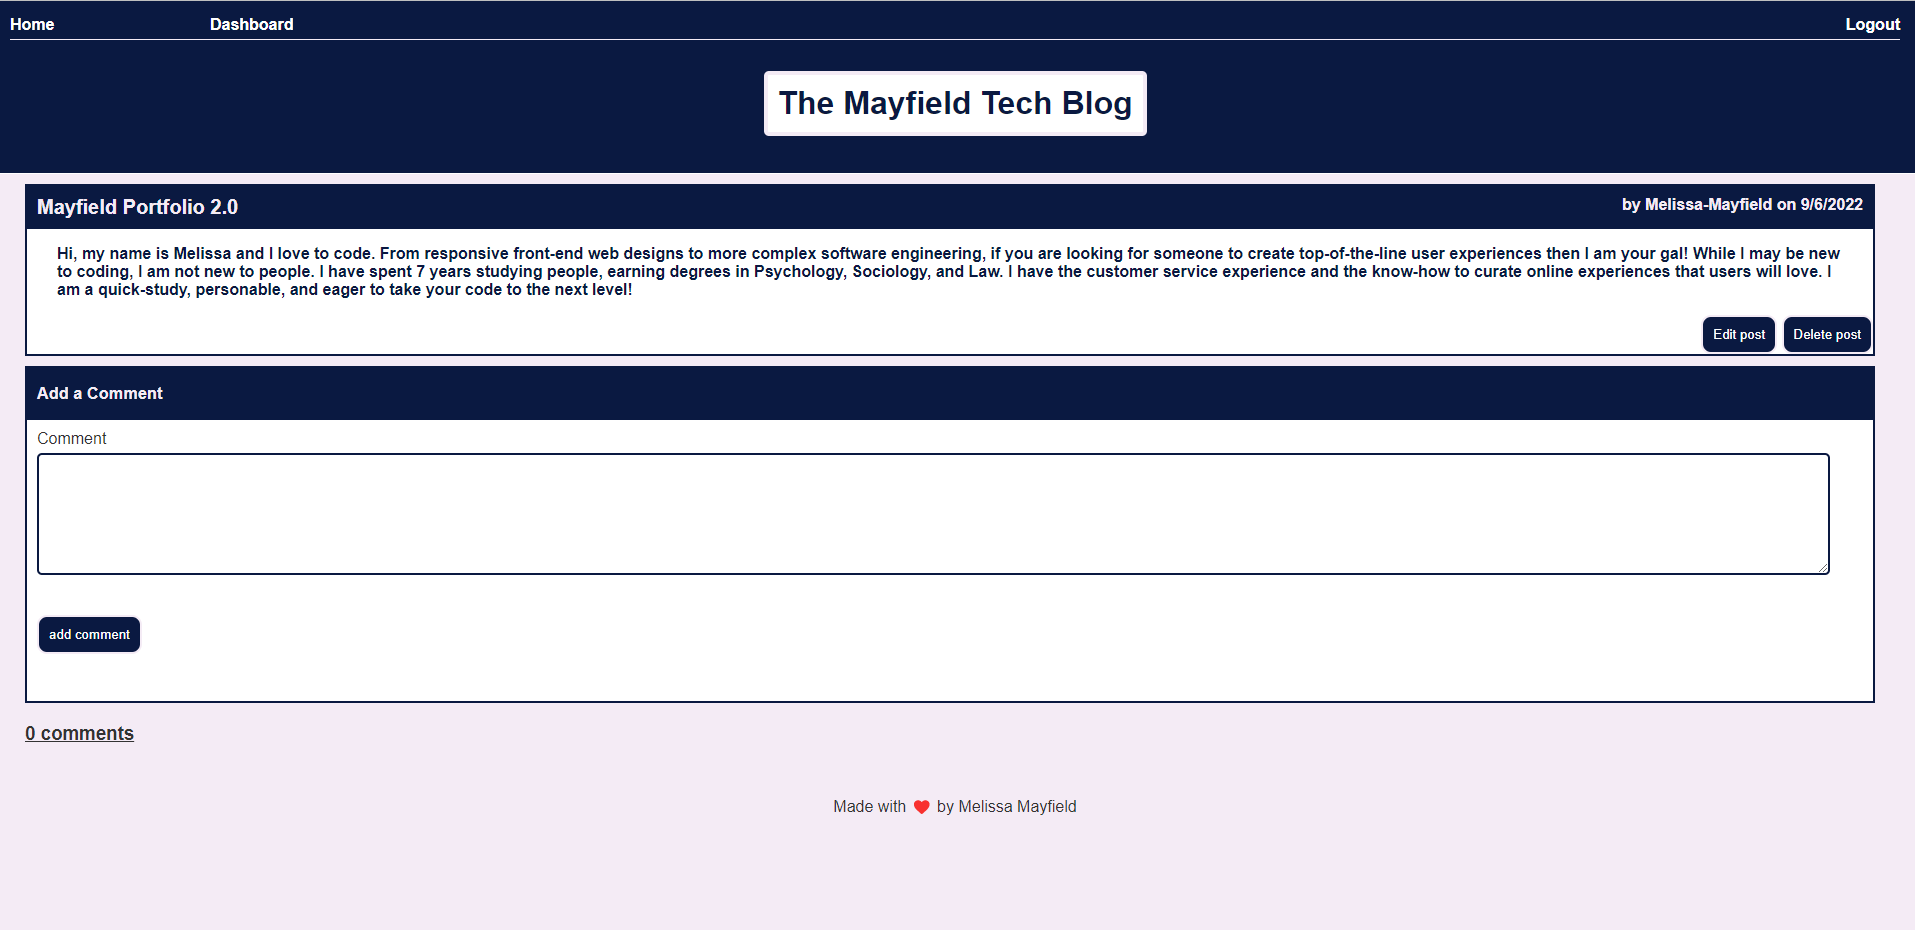 Home Dashboard Logout
The Mayfield Tech Blog
Mayfield Portfolio 2.0 by Melissa-Mayfield on 9/6/2022
Hi, my name is Melissa and I love to code. From responsive front-end web designs to more complex software engineering, if you are looking for someone to create top-of-the-line user experiences then I am your gal! While I may be new
to coding, I am not new to people. I have spent 7 years studying people, earning degrees in Psychology, Sociology, and Law. I have the customer service experience and the know-how to curate online experiences that users will love. I
am a quick-study, personable, and eager to take your code to the next level!
Edit post Delete post
Add a Comment
Comment
add comment
0 comments
Made with ❤️ by Melissa Mayfield